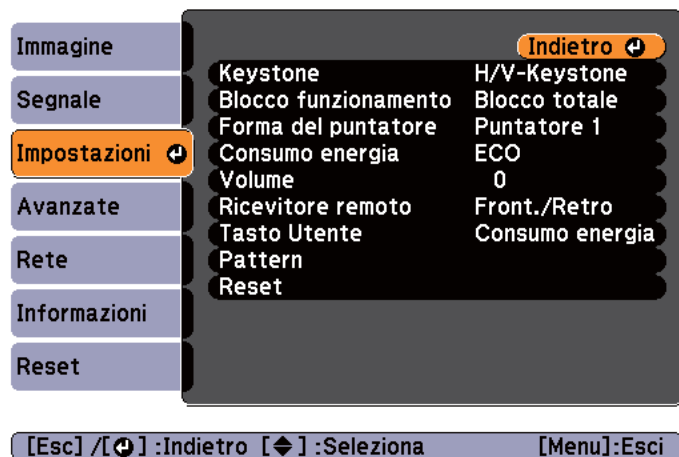 Immagine
Segnale
Impostazioni
Avanzate
Rete
Informazioni
Reset
Indietro
Keystone H/V-Keystone
Blocco funzionamento Blocco totale
Forma del puntatore Puntatore 1
Consumo energia ECO
Volume 0
Ricevitore remoto Front./Retro
Tasto Utente Consumo energia
Pattern
Reset
[Esc] /[⏎] :Indietro [◆] :Seleziona [Menu]:Esci